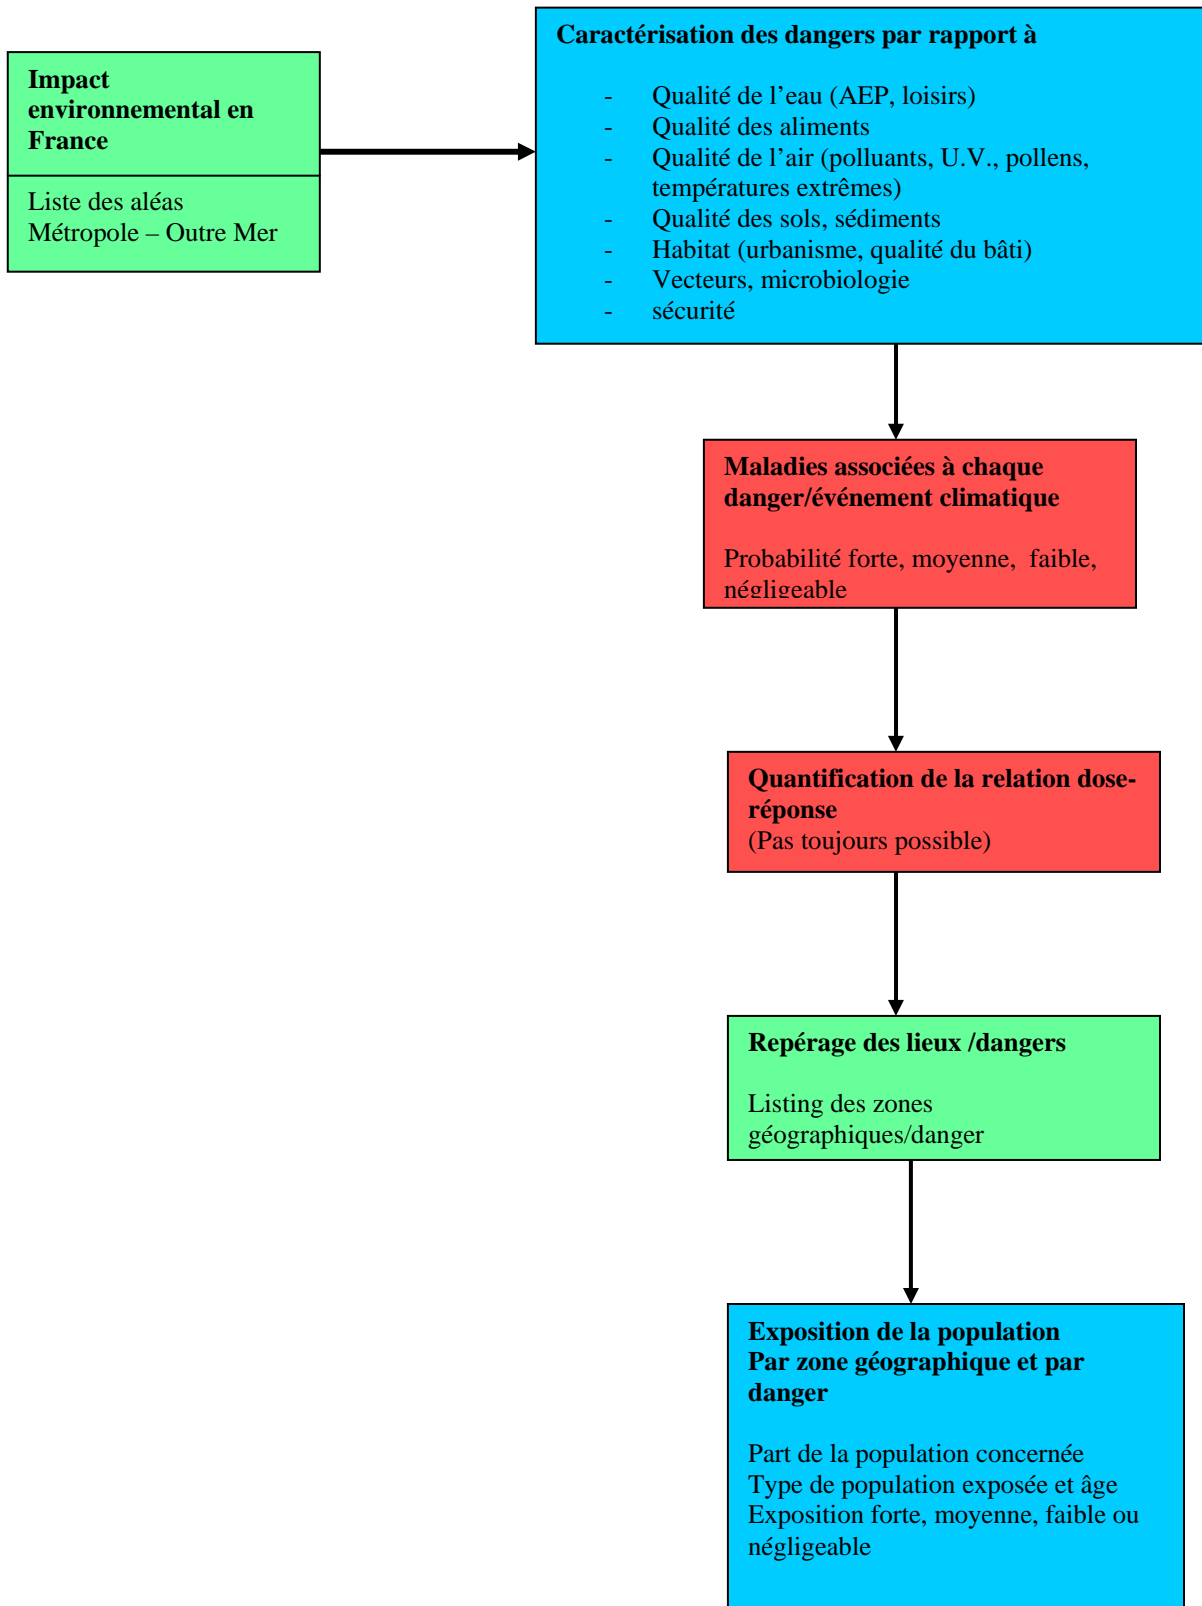 Impact
environnemental en
France
Liste des aléas
Métropole – Outre Mer
Caractérisation des dangers par rapport à
- Qualité de l’eau (AEP, loisirs)
- Qualité des aliments
- Qualité de l’air (polluants, U.V., pollens,
températures extrêmes)
- Qualité des sols, sédiments
- Habitat (urbanisme, qualité du bâti)
- Vecteurs, microbiologie
- sécurité
Maladies associées à chaque
danger/événement climatique
Probabilité forte, moyenne, faible,
négligeable
Quantification de la relation dose-
réponse
(Pas toujours possible)
Repérage des lieux /dangers
Listing des zones
géographiques/danger
Exposition de la population
Par zone géographique et par
danger
Part de la population concernée
Type de population exposée et âge
Exposition forte, moyenne, faible ou
négligeable